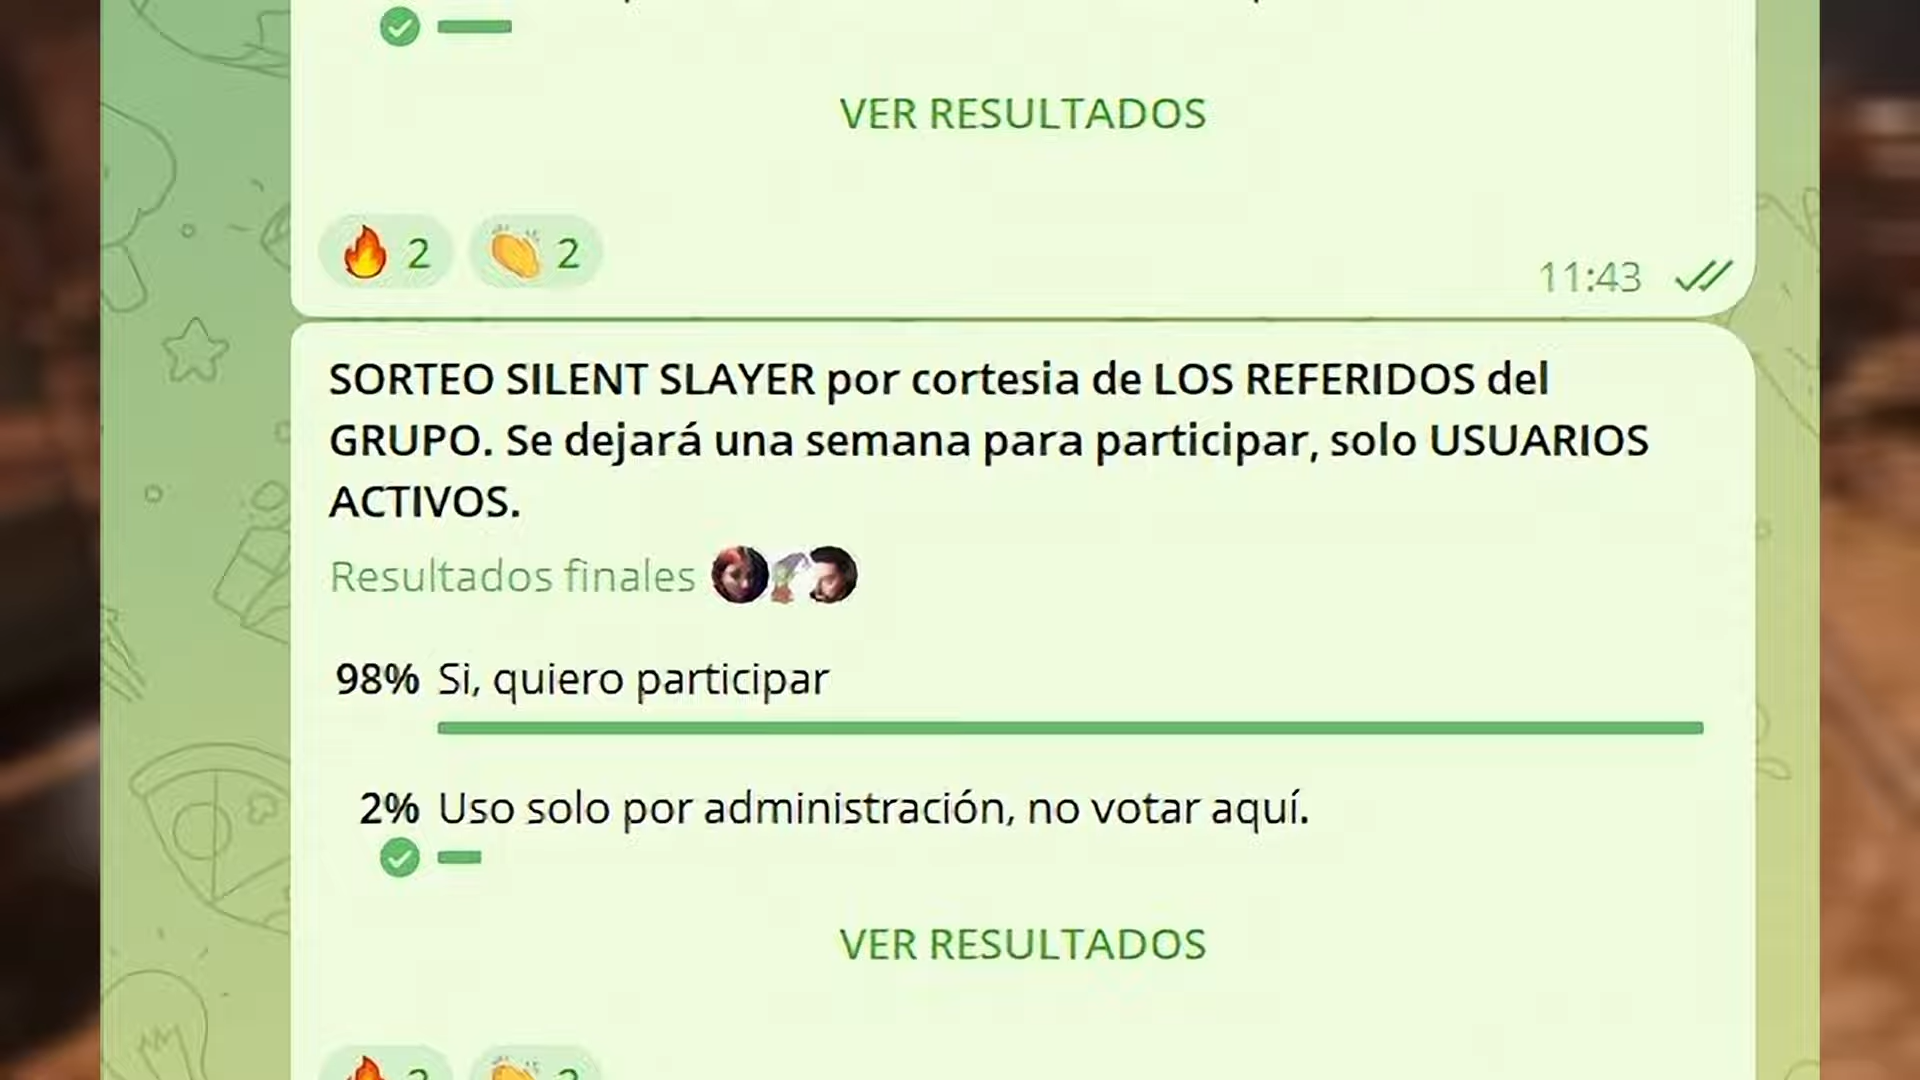 VER RESULTADOS
2 2
11:43
SORTEO SILENT SLAYER por cortesia de LOS REFERIDOS del
GRUPO. Se dejará una semana para participar, solo USUARIOS
ACTIVOS.
Resultados finales
98% Si, quiero participar
2% Uso solo por administración, no votar aquí.
VER RESULTADOS